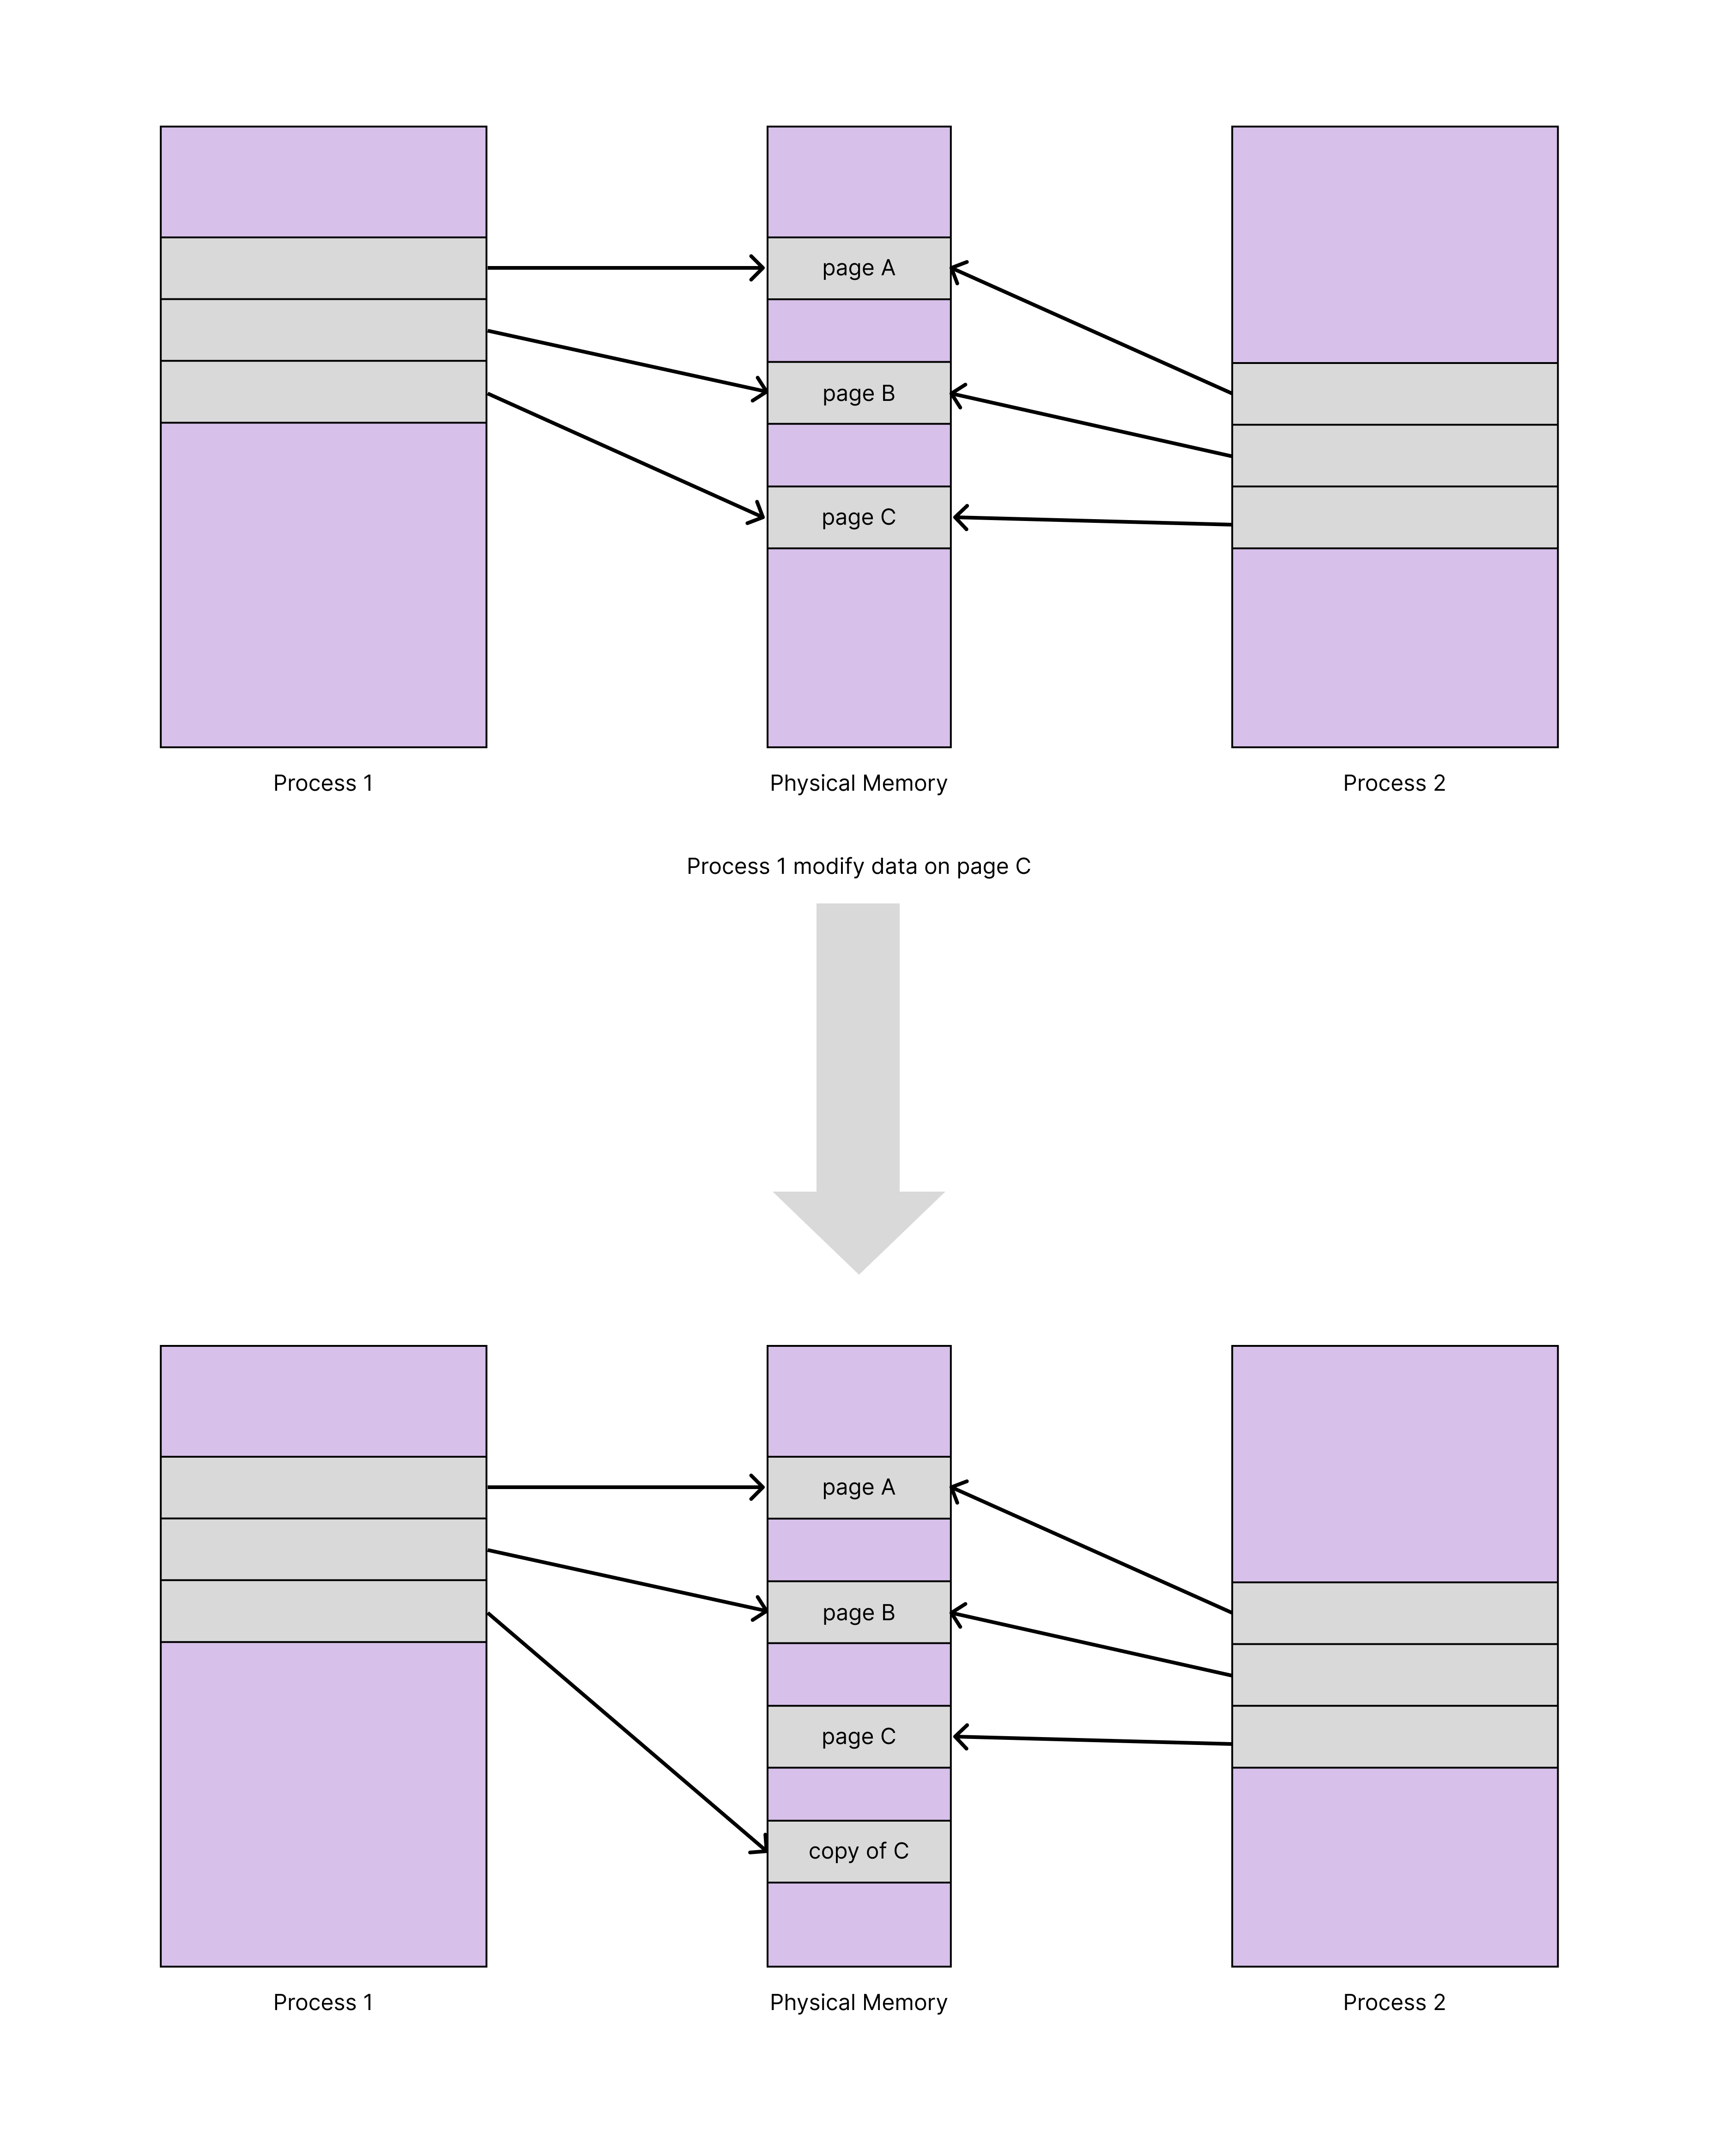 page A
page B
page C
Process 1
Physical Memory
Process 2
Process 1 modify data on page C
page A
page B
page C
copy of C
Process 1
Physical Memory
Process 2